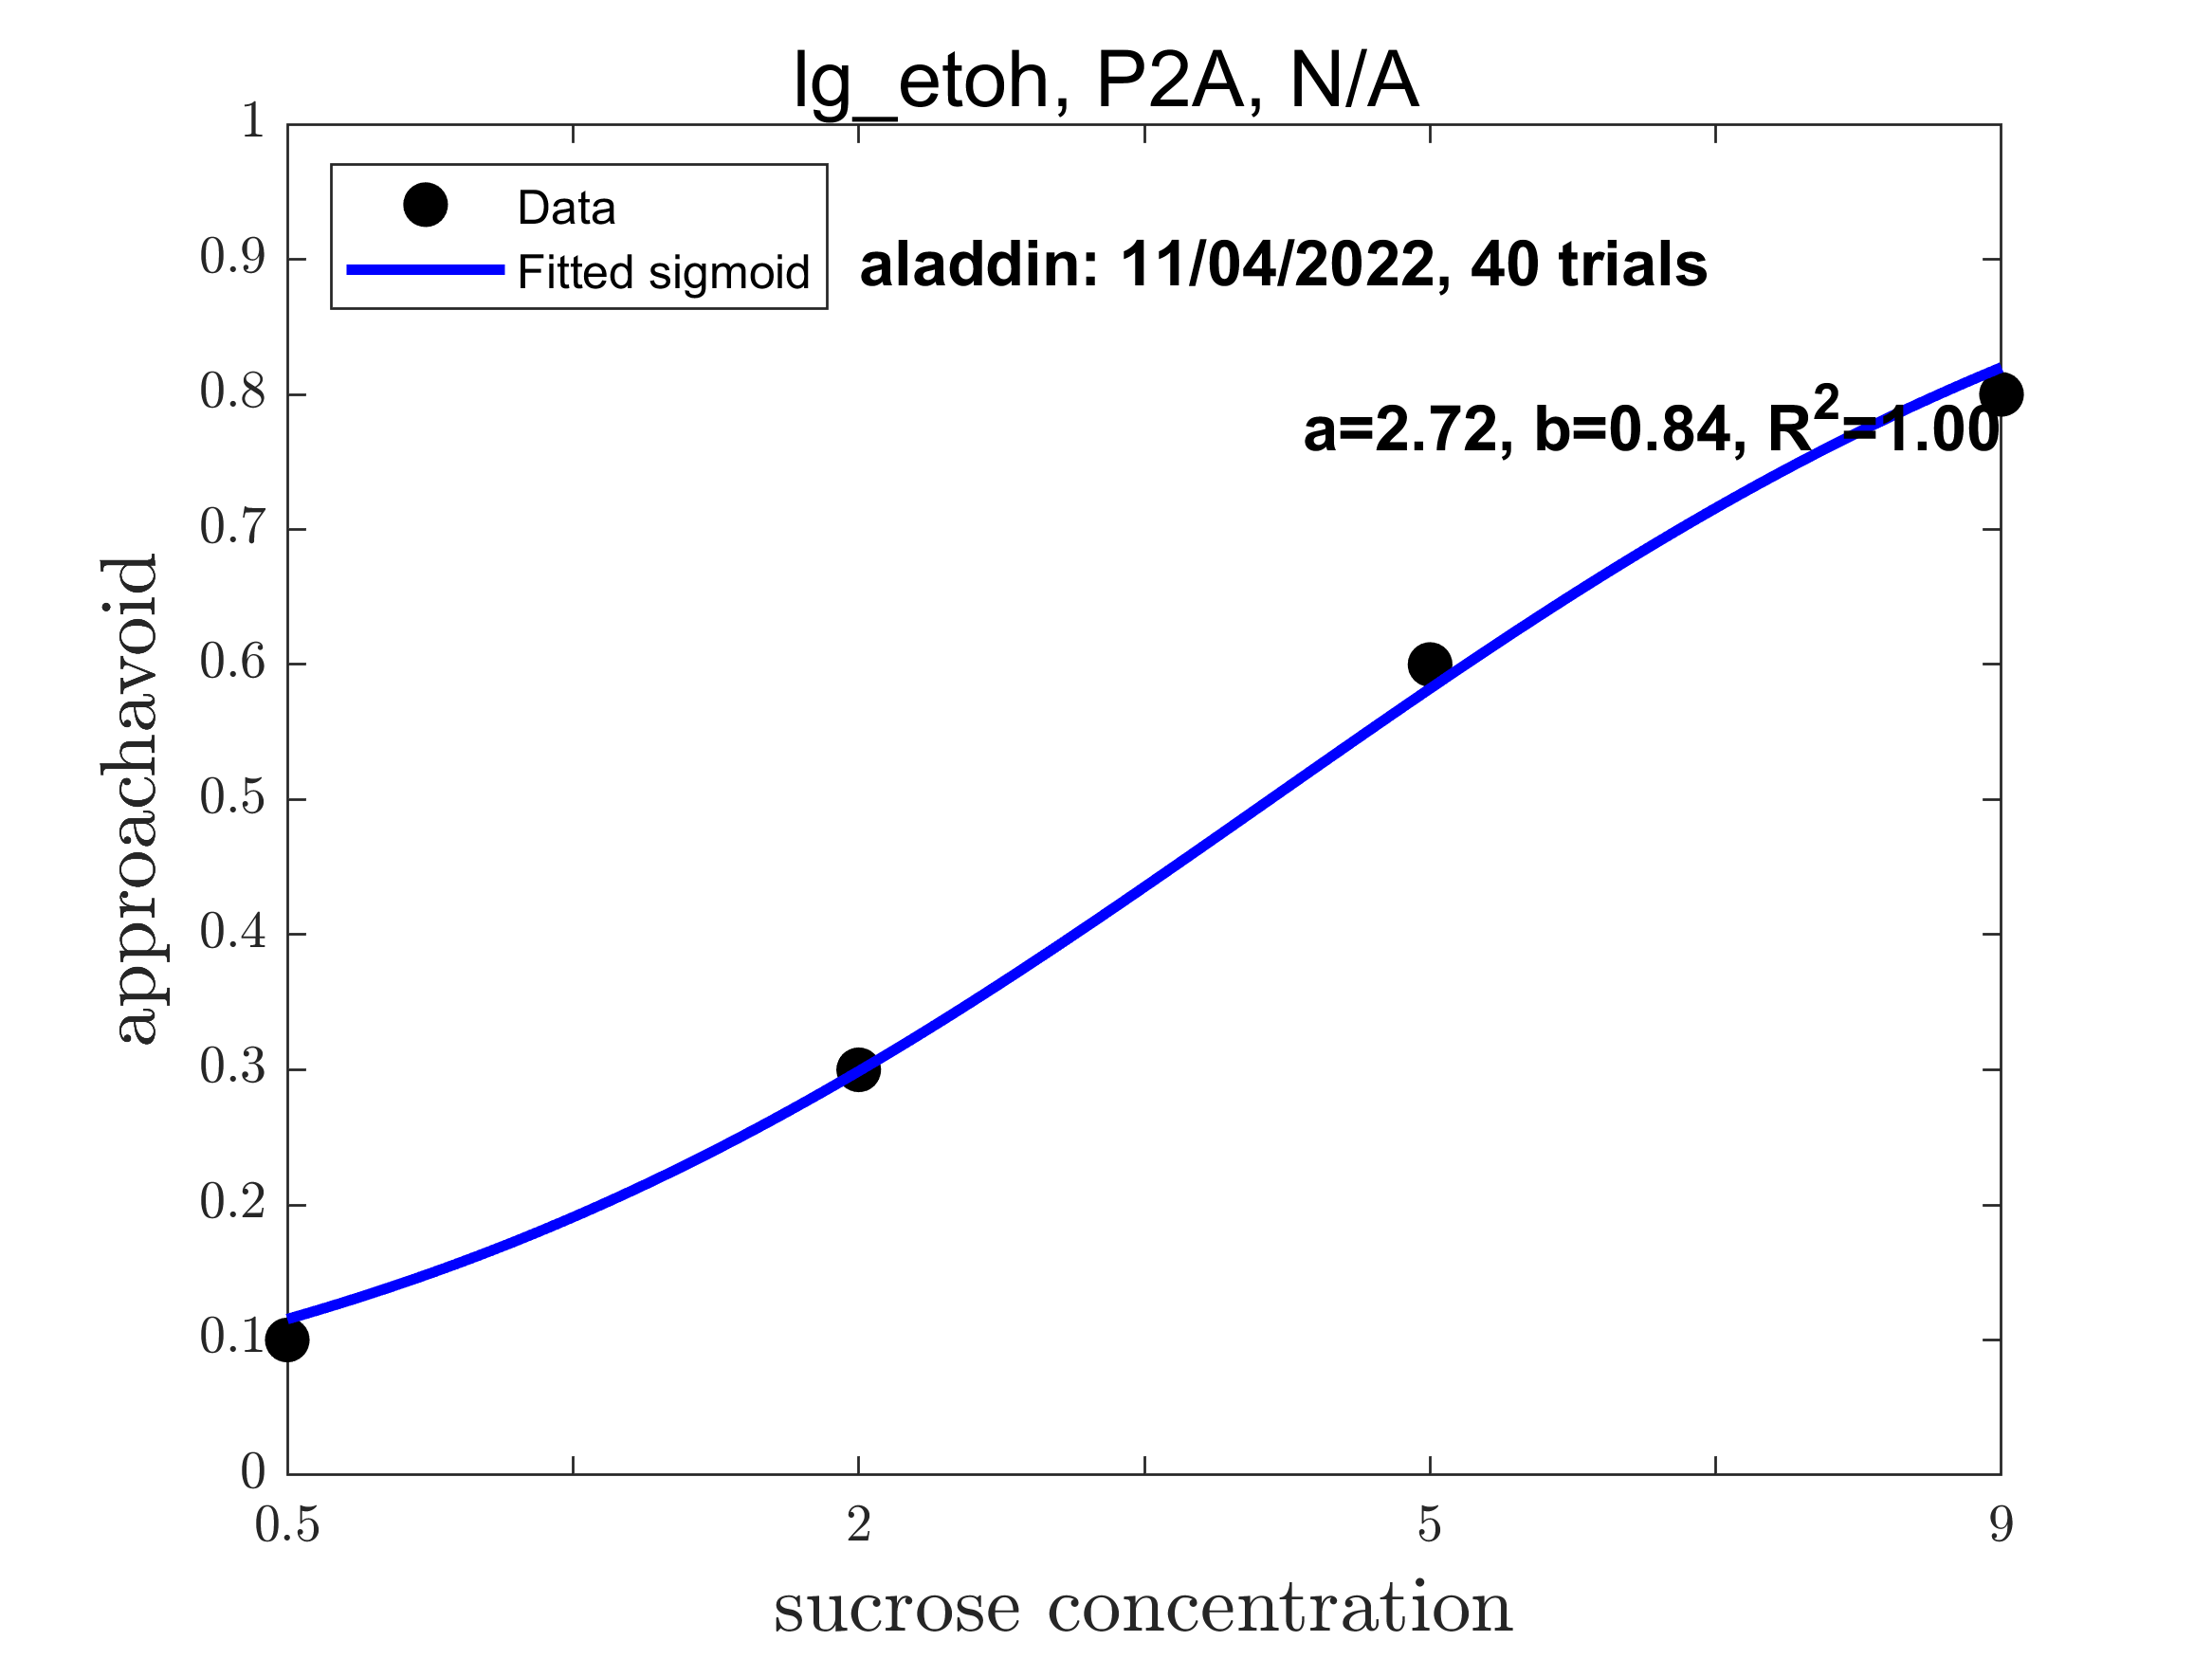 lg_etoh, P2A, N/A
Data
Fitted sigmoid
aladdin: 11/04/2022, 40 trials
a=2.72, b=0.84, R²=1.00
approachavoid
1
0.9
0.8
0.7
0.6
0.5
0.4
0.3
0.2
0.1
0
0.5 2 5 9
sucrose concentration